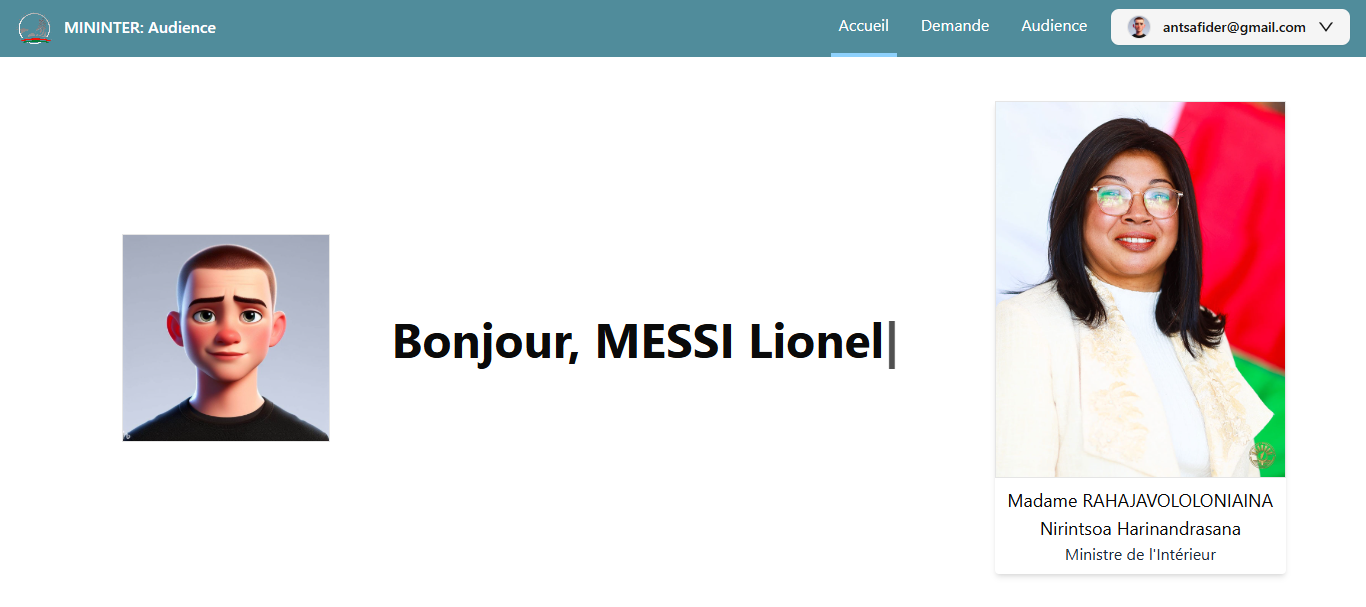 MININTER: Audience
Accueil
Demande
Audience
antsafider@gmail.com
Bonjour, MESSI Lionel|
Madame RAHAJAVOLOLONIAINA
Nirintsoa Harinandrasana
Ministre de l'Intérieur